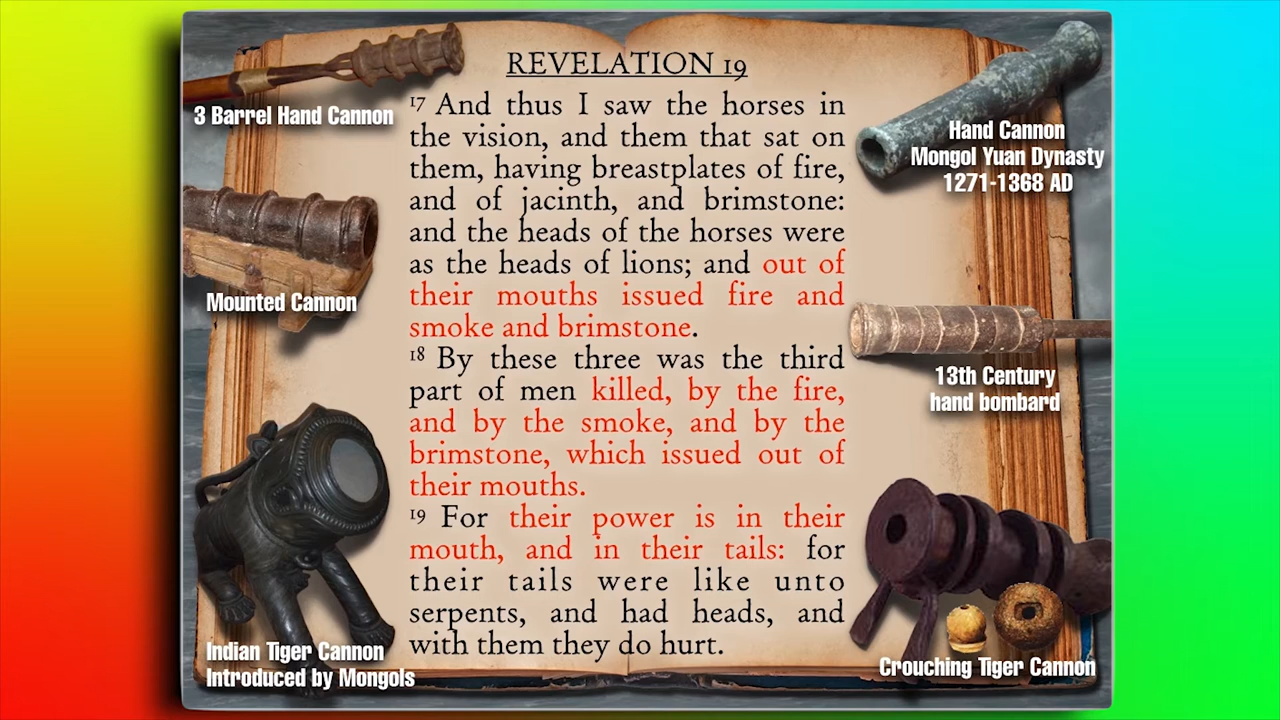 REVELATION 19
17 And thus I saw the horses in
the vision, and them that sat on
them, having breastplates of fire,
and of jacinth, and brimstone:
and the heads of the horses were
as the heads of lions; and out of
their mouths issued fire and
smoke and brimstone.
18 By these three was the third
part of men killed, by the fire,
and by the smoke, and by the
brimstone, which issued out of
their mouths.
19 For their power is in their
mouth, and in their tails: for
their tails were like unto
serpents, and had heads, and
with them they do hurt.
3 Barrel Hand Cannon
Mounted Cannon
Indian Tiger Cannon
Introduced by Mongols
Hand Cannon
Mongol Yuan Dynasty
1271-1368 AD
13th Century
hand bombard
Crouching Tiger Cannon